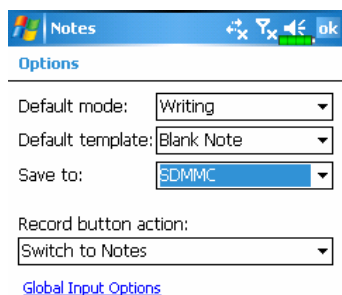 Notes ok
Options
Default mode: Writing
Default template: Blank Note
Save to: SDMMC
Record button action:
Switch to Notes
Global Input Options